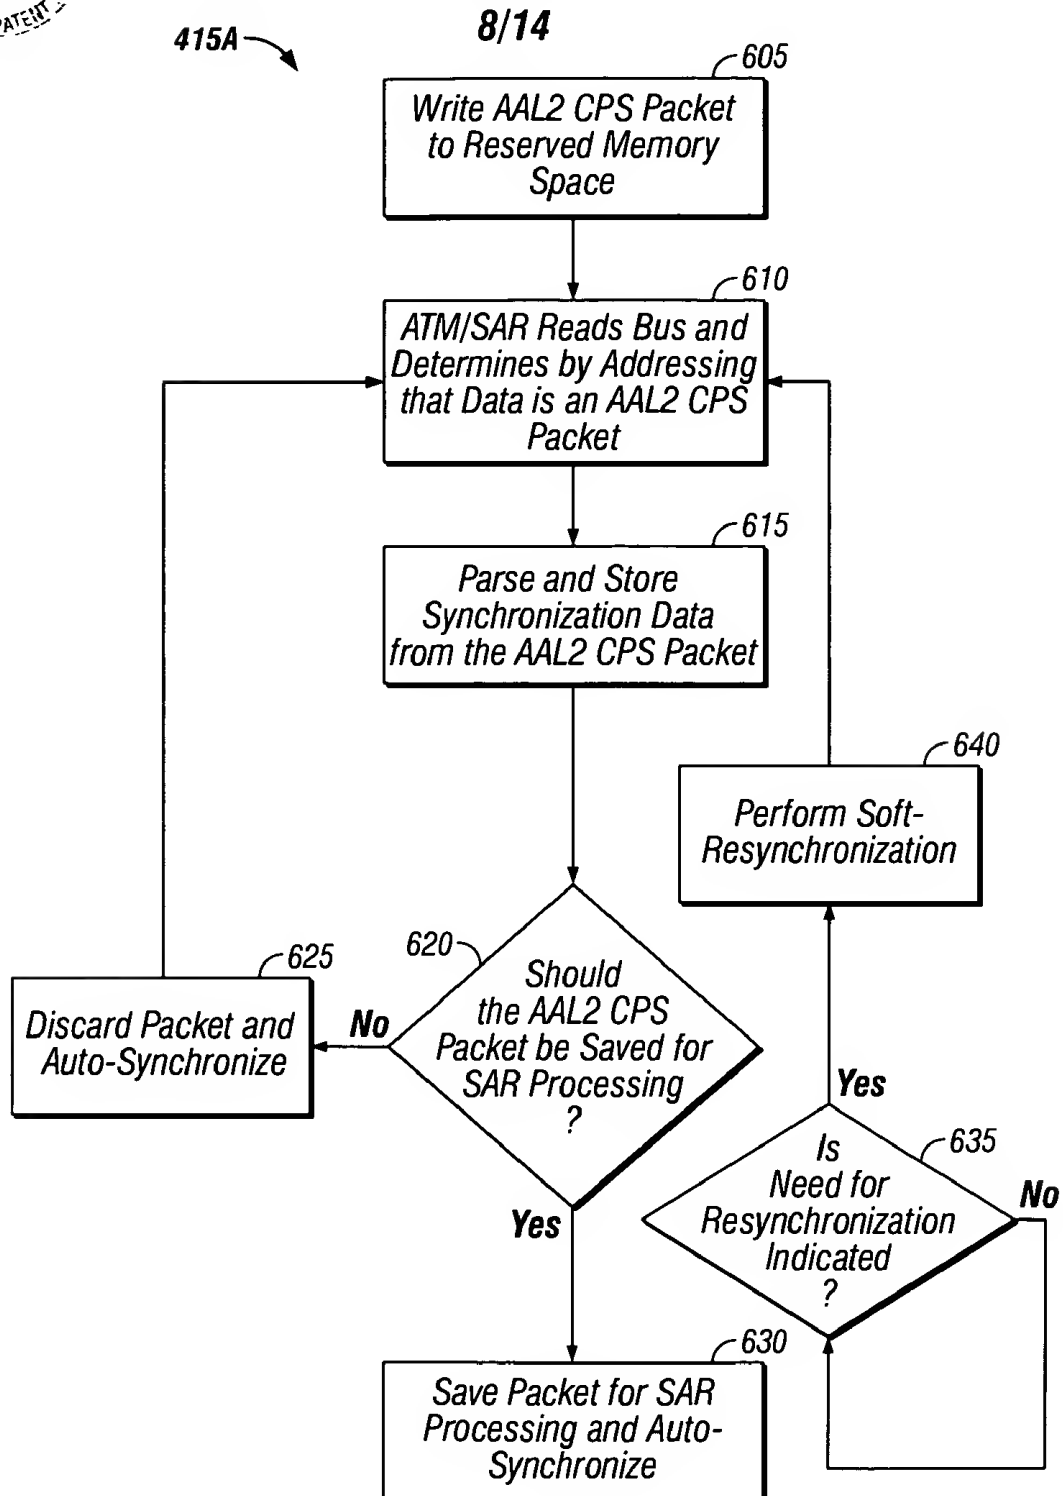 PATENT
8/14
415A
605
Write AAL2 CPS Packet
to Reserved Memory
Space
610
ATM/SAR Reads Bus and
Determines by Addressing
that Data is an AAL2 CPS
Packet
615
Parse and Store
Synchronization Data
from the AAL2 CPS Packet
640
Perform Soft-
Resynchronization
620
Should
the AAL2 CPS
Packet be Saved for
SAR Processing
?
625
Discard Packet and
Auto-Synchronize
No
Yes
635
Is
Need for
Resynchronization
Indicated
?
Yes
No
630
Save Packet for SAR
Processing and Auto-
Synchronize